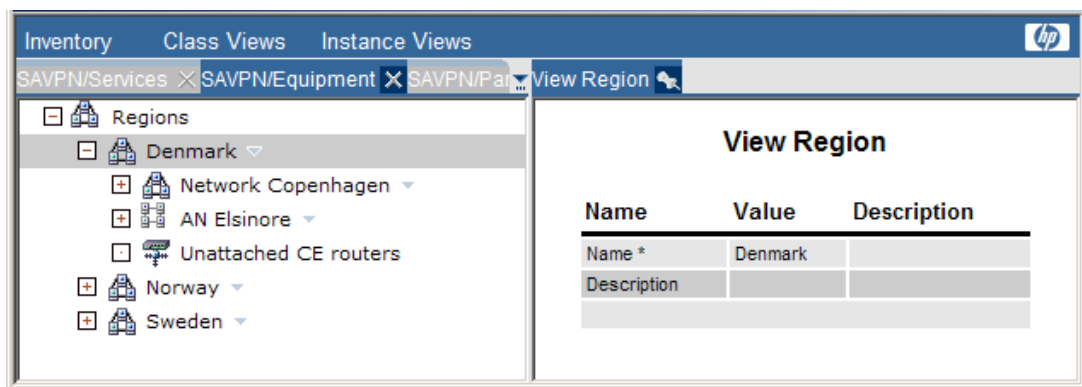 Inventory Class Views Instance Views hp
SAVPN/Services SAVPN/Equipment SAVPN/Par View Region
Regions
Denmark
Network Copenhagen
AN Elsinore
Unattached CE routers
Norway
Sweden
View Region
Name Value Description
Name * Denmark
Description